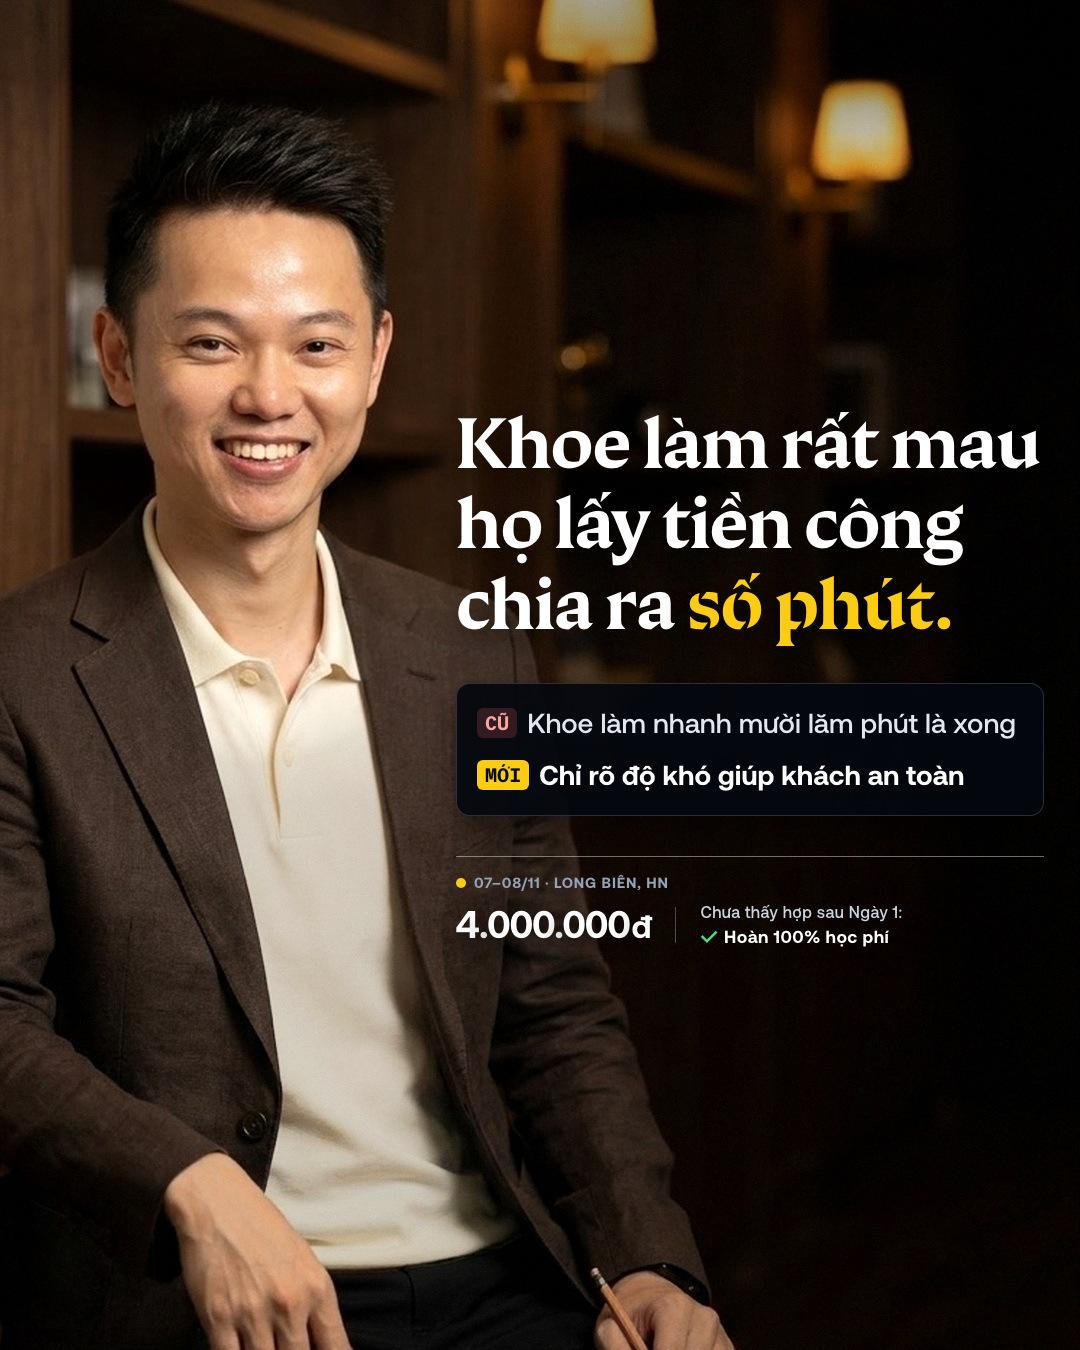 Khoe làm rất mau
họ lấy tiền công
chia ra số phút.
CŨ Khoe làm nhanh mười lăm phút là xong
MỚI Chỉ rõ độ khó giúp khách an toàn
07–08/11 · LONG BIÊN, HN
4.000.000đ
Chưa thấy hợp sau Ngày 1:
✓ Hoàn 100% học phí